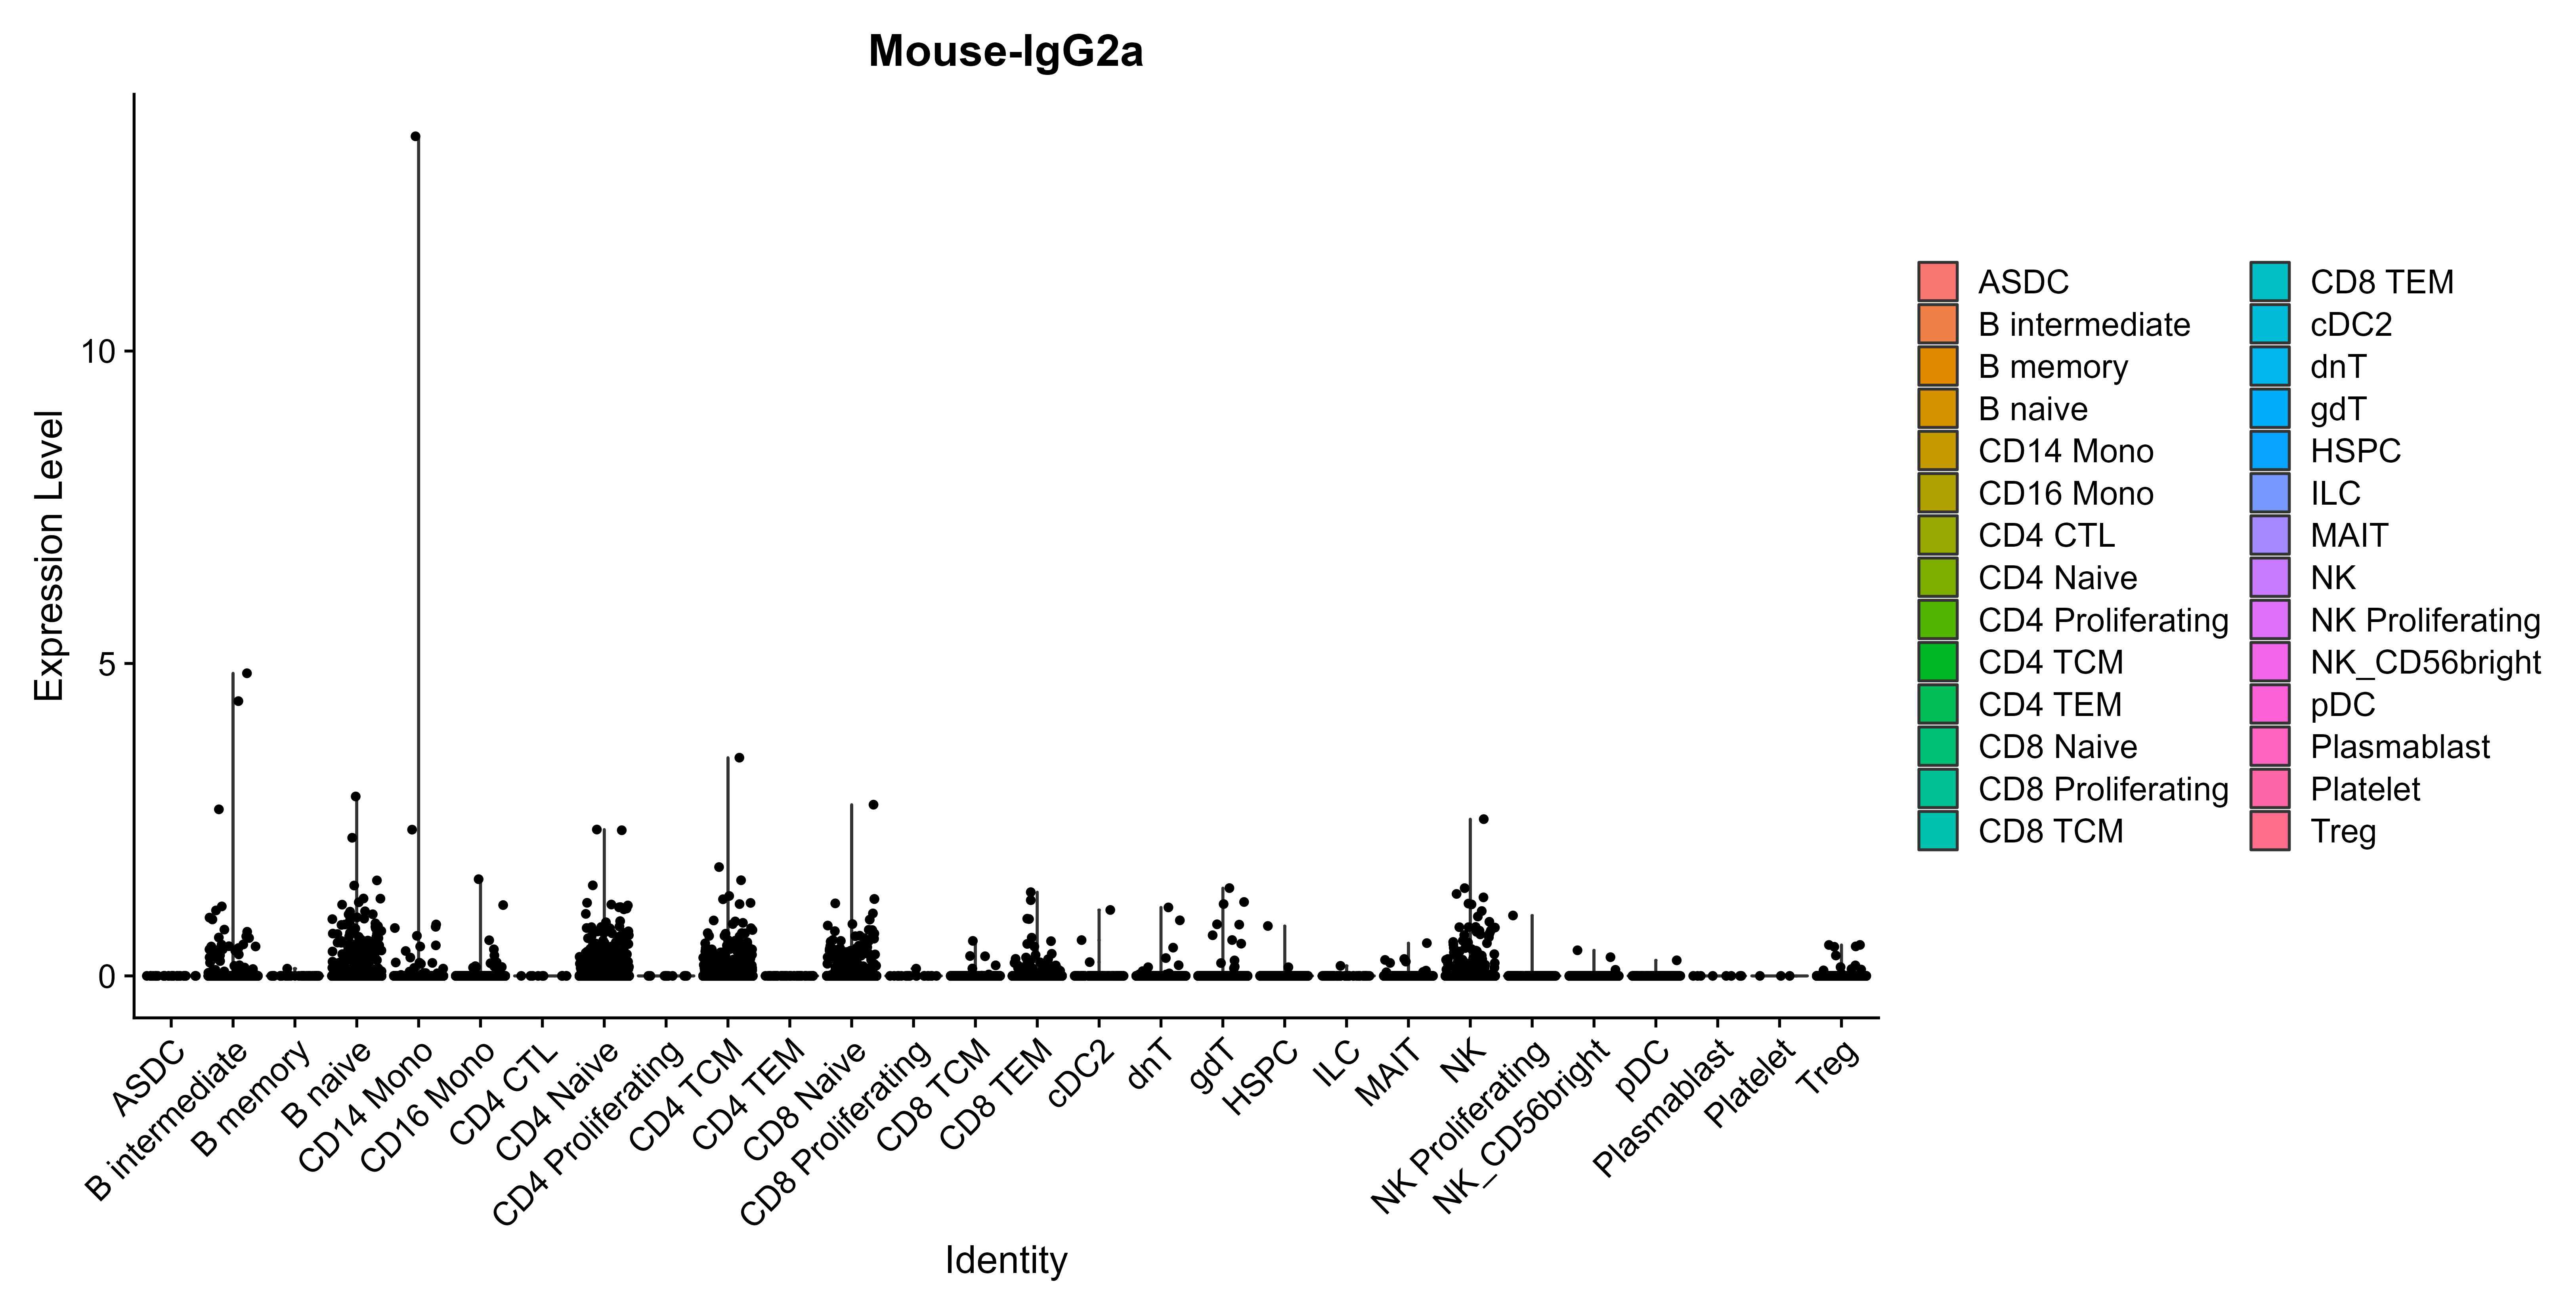 Mouse-IgG2a
Expression Level
10
5
0
ASDC
B intermediate
B memory
B naive
CD14 Mono
CD16 Mono
CD4 CTL
CD4 Naive
CD4 Proliferating
CD4 TCM
CD4 TEM
CD8 Naive
CD8 Proliferating
CD8 TCM
CD8 TEM
cDC2
dnT
gdT
HSPC
ILC
MAIT
NK
NK Proliferating
NK_CD56bright
pDC
Plasmablast
Platelet
Treg
Identity
ASDC
B intermediate
B memory
B naive
CD14 Mono
CD16 Mono
CD4 CTL
CD4 Naive
CD4 Proliferating
CD4 TCM
CD4 TEM
CD8 Naive
CD8 Proliferating
CD8 TCM
CD8 TEM
cDC2
dnT
gdT
HSPC
ILC
MAIT
NK
NK Proliferating
NK_CD56bright
pDC
Plasmablast
Platelet
Treg